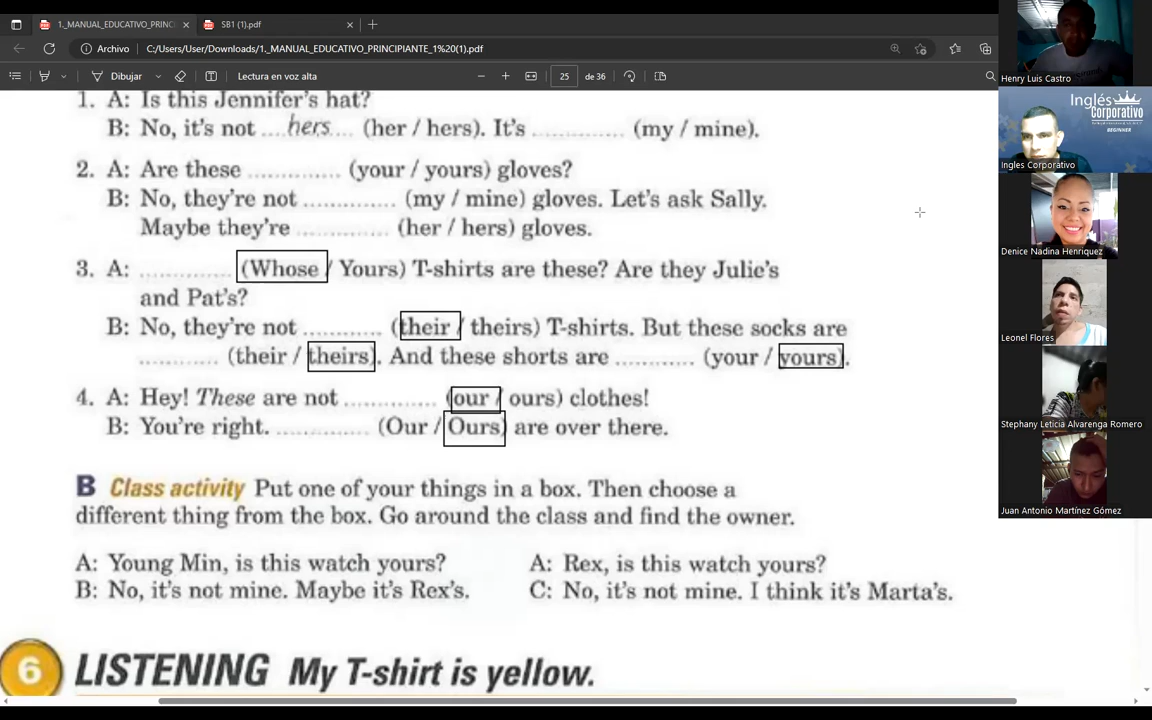 1._MANUAL_EDUCATIVO_PRINCI
SB1 (1).pdf
Archivo
C:/Users/User/Downloads/1._MANUAL_EDUCATIVO_PRINCIPIANTE_1%20(1).pdf
Dibujar
Lectura en voz alta
25 de 36
1. A: Is this Jennifer's hat?
B: No, it's not ....hers.... (her / hers). It's ............. (my / mine).
2. A: Are these ............. (your / yours) gloves?
B: No, they're not ............. (my / mine) gloves. Let's ask Sally.
Maybe they're ............. (her / hers) gloves.
3. A: ............. (Whose / Yours) T-shirts are these? Are they Julie's
and Pat's?
B: No, they're not ........... (their / theirs) T-shirts. But these socks are
........... (their / theirs). And these shorts are ........... (your / yours).
4. A: Hey! These are not ............. (our / ours) clothes!
B: You're right. ............. (Our / Ours) are over there.
B Class activity Put one of your things in a box. Then choose a
different thing from the box. Go around the class and find the owner.
A: Young Min, is this watch yours?
B: No, it's not mine. Maybe it's Rex's.
A: Rex, is this watch yours?
C: No, it's not mine. I think it's Marta's.
6 LISTENING My T-shirt is yellow.
Henry Luis Castro
Inglés
Corporativo
BEGINNER
Ingles Corporativo
Denice Nadina Henriquez
Leonel Flores
Stephany Leticia Alvarenga Romero
Juan Antonio Martínez Gómez